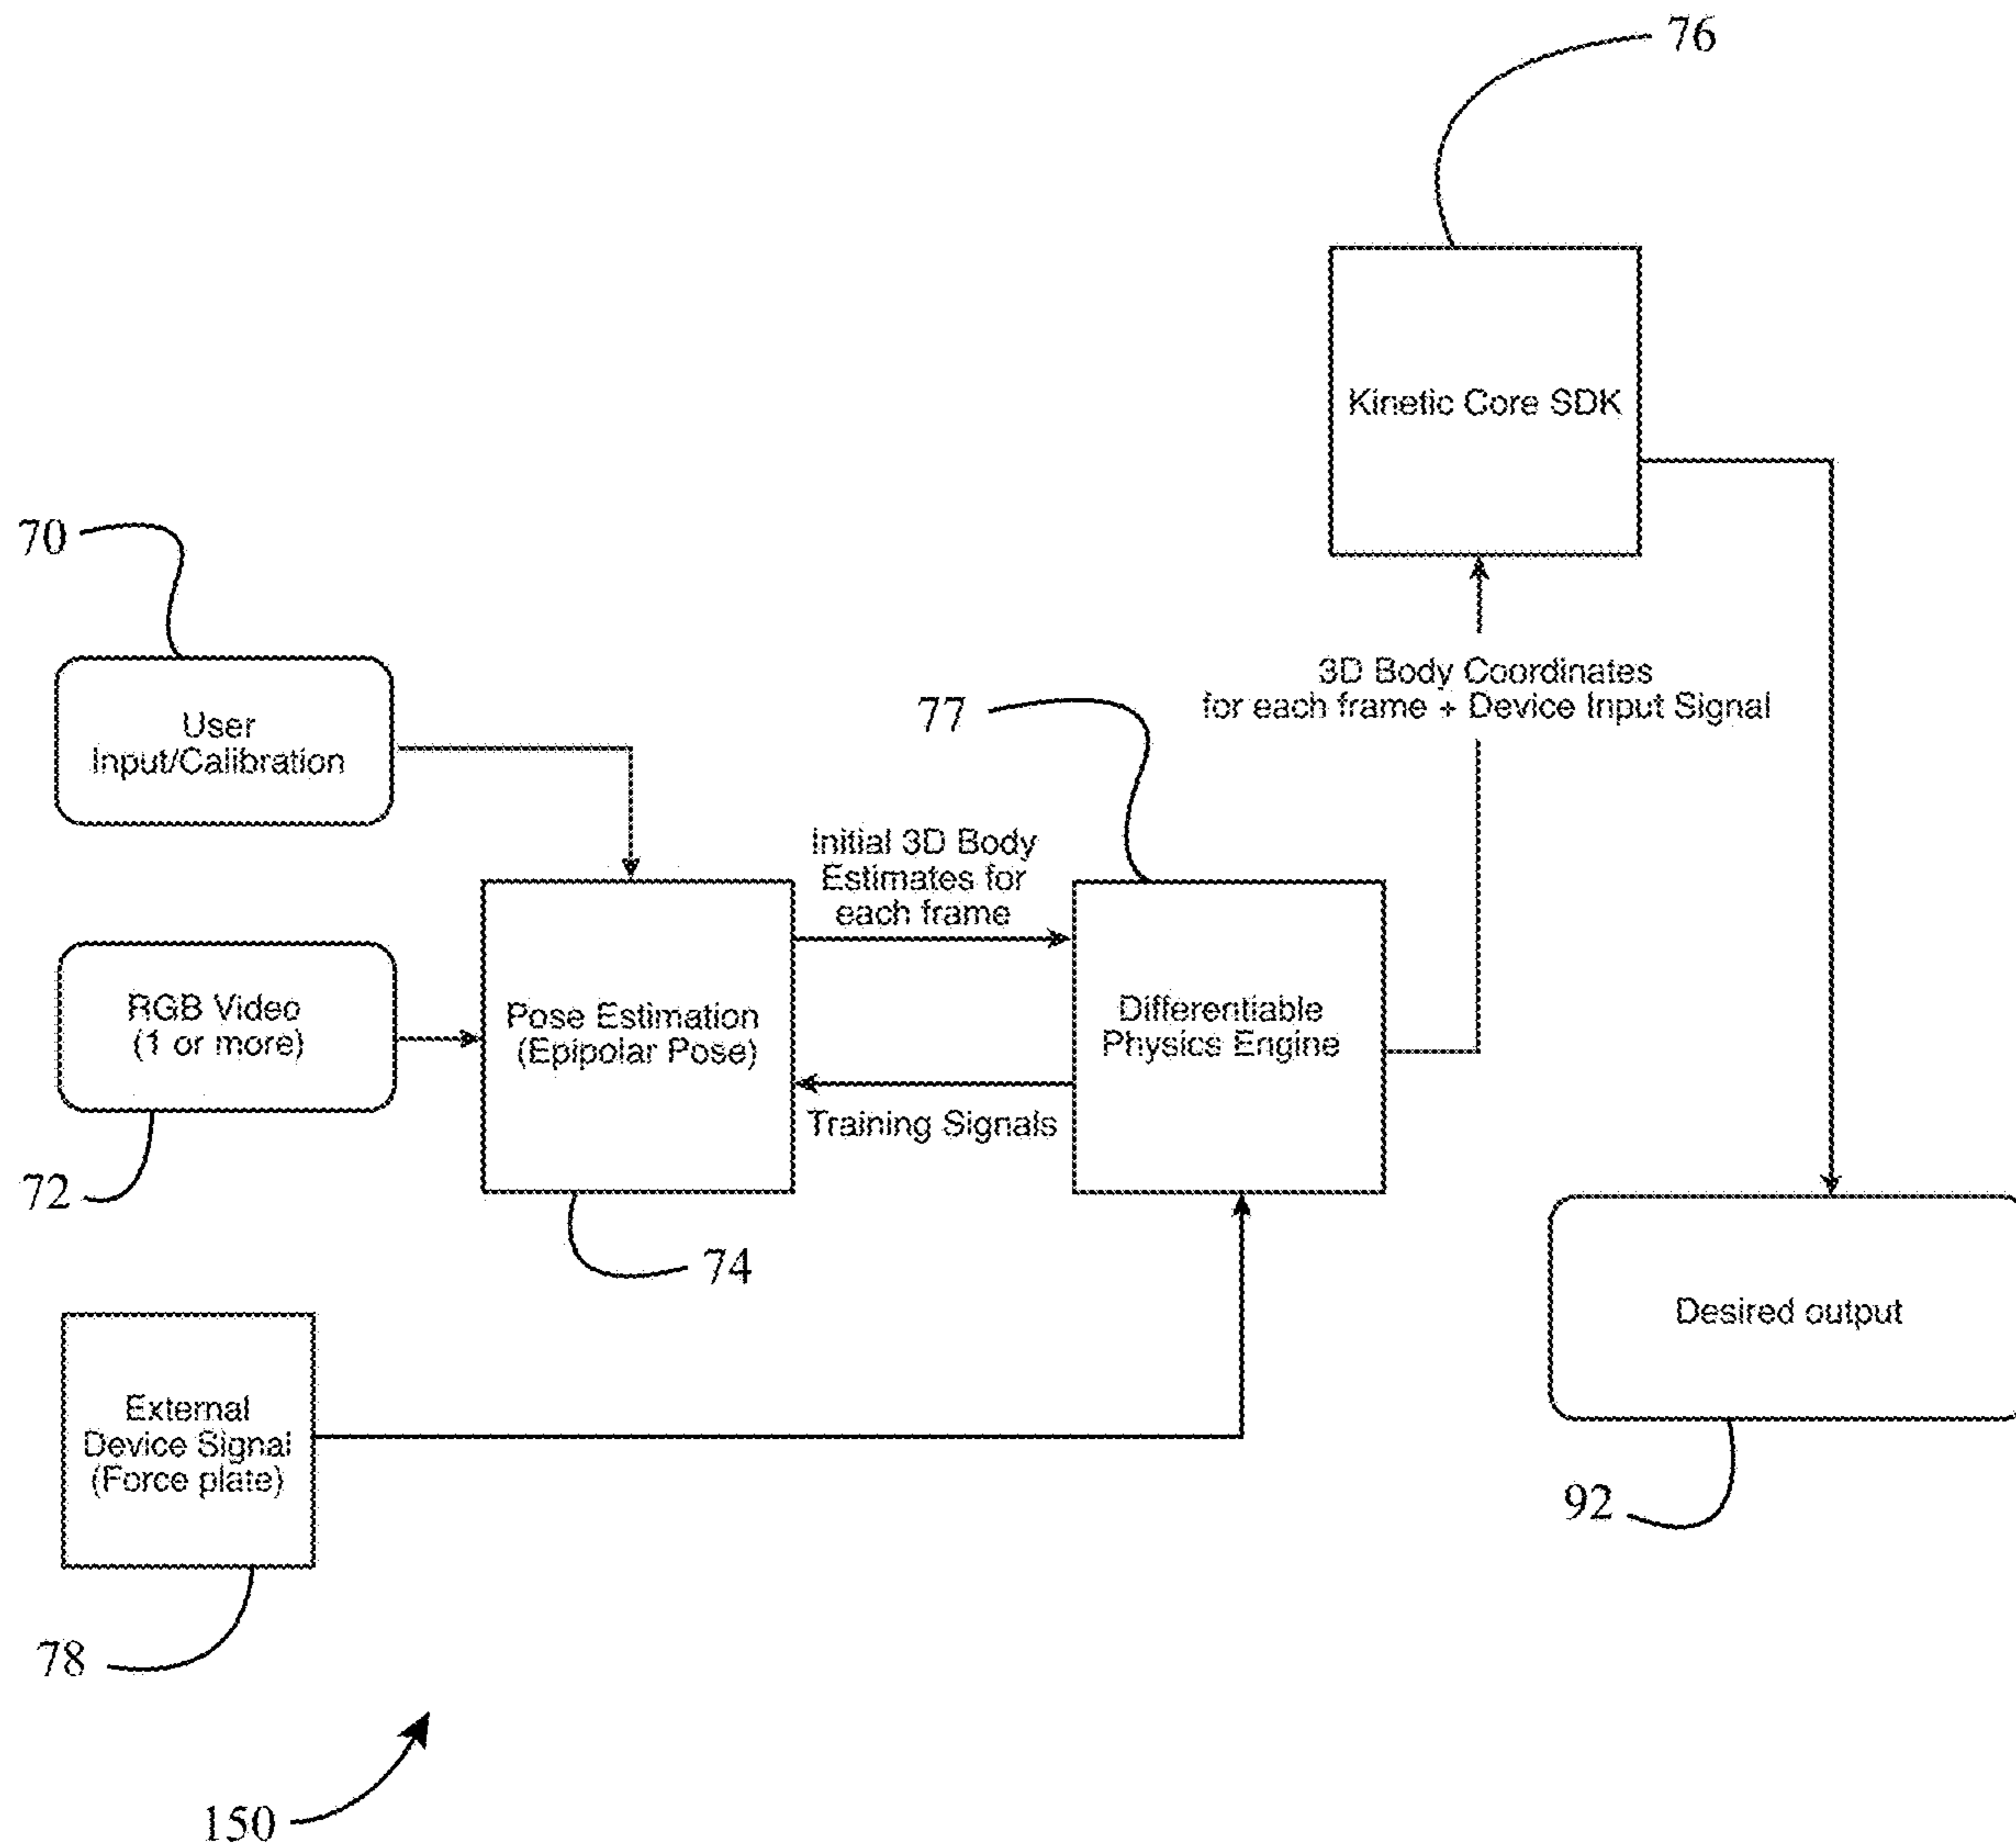 76
Kinetic Core SDK
70
User
Input/Calibration
3D Body Coordinates
for each frame + Device Input Signal
77
Initial 3D Body
Estimates for
each frame
RGB Video
(1 or more)
Pose Estimation
(Epipolar Pose)
Differentiable
Physics Engine
Training Signals
72
74
External
Device Signal
(Force plate)
Desired output
78
92
150